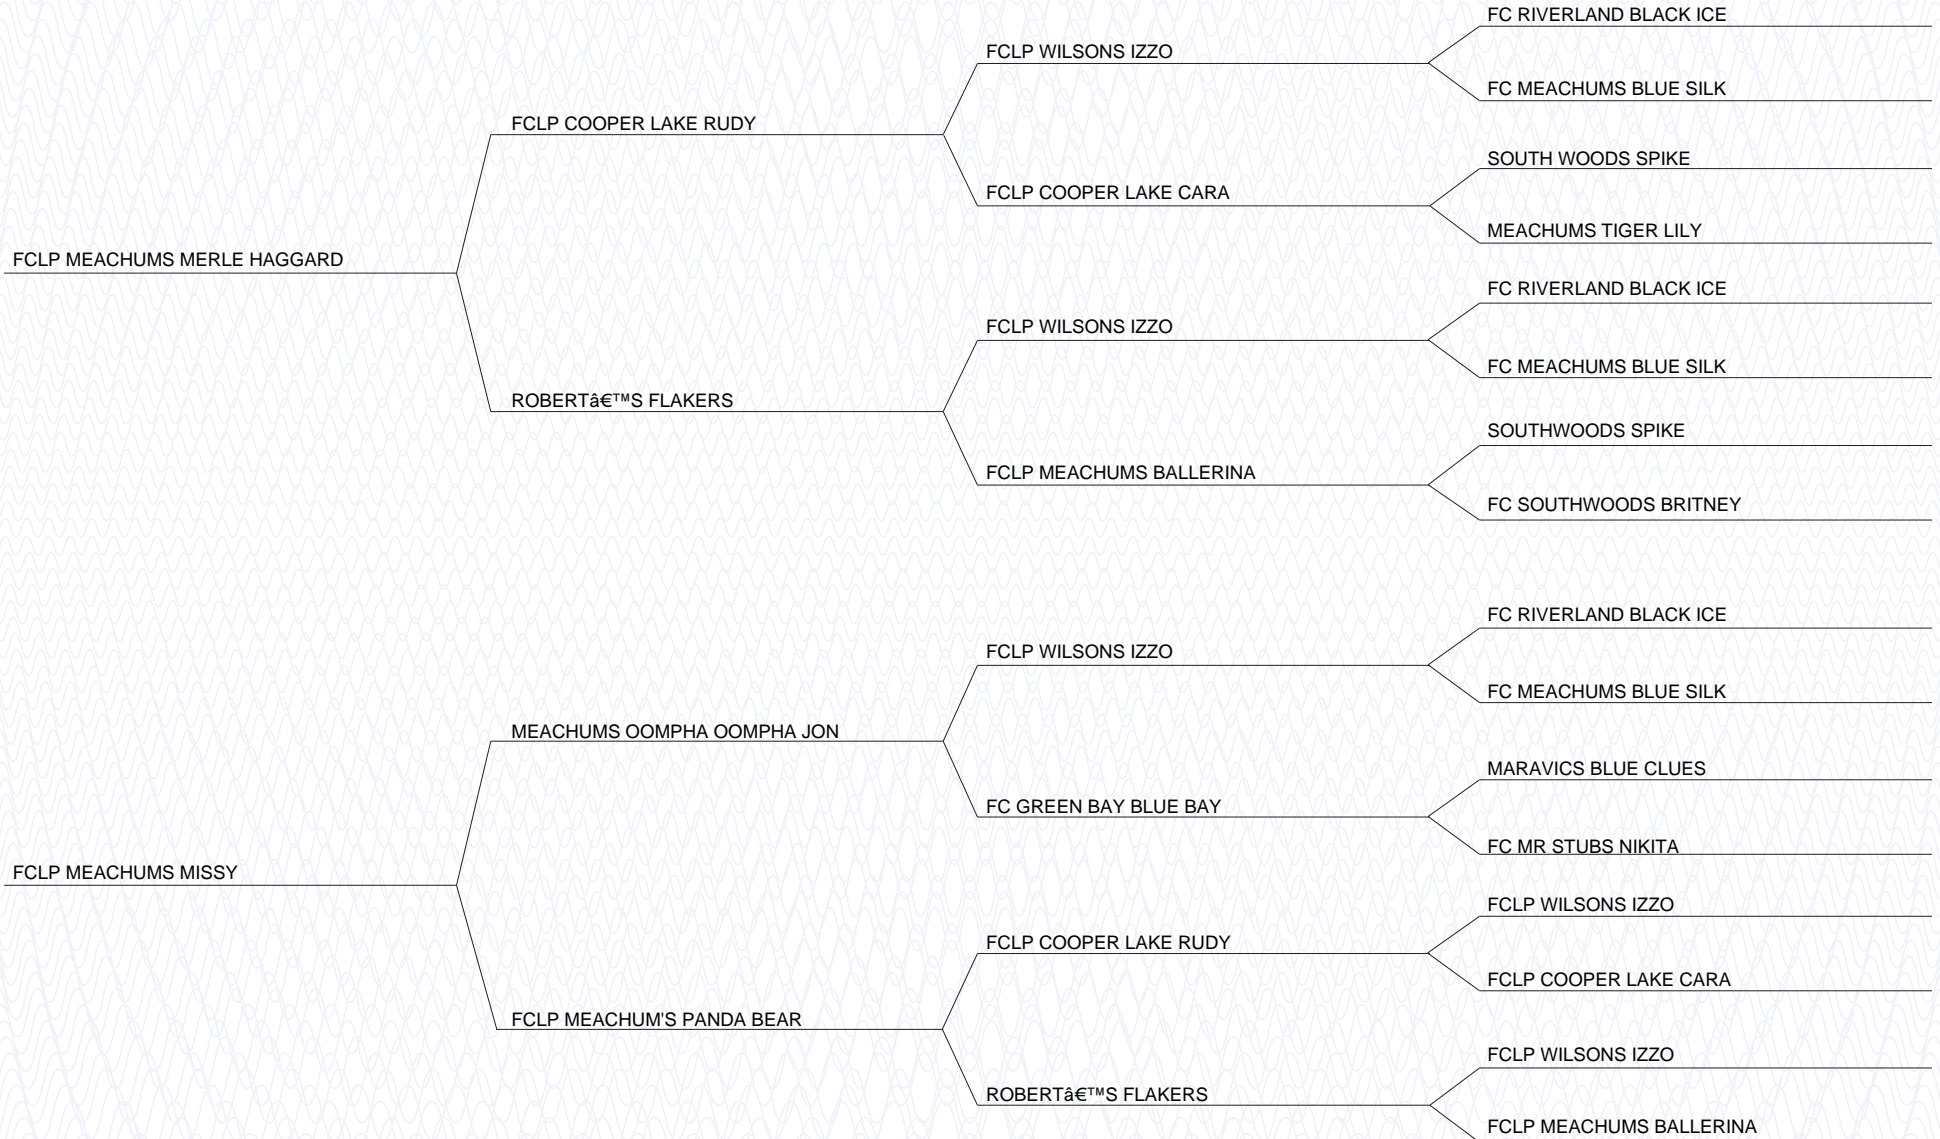 FC RIVERLAND BLACK ICE
FCLP WILSONS IZZO
FC MEACHUMS BLUE SILK
FCLP COOPER LAKE RUDY
SOUTH WOODS SPIKE
FCLP COOPER LAKE CARA
MEACHUMS TIGER LILY
FCLP MEACHUMS MERLE HAGGARD
FC RIVERLAND BLACK ICE
FCLP WILSONS IZZO
FC MEACHUMS BLUE SILK
ROBERTâ€™S FLAKERS
SOUTHWOODS SPIKE
FCLP MEACHUMS BALLERINA
FC SOUTHWOODS BRITNEY
FC RIVERLAND BLACK ICE
FCLP WILSONS IZZO
FC MEACHUMS BLUE SILK
MEACHUMS OOMPHA OOMPHA JON
MARAVICS BLUE CLUES
FC GREEN BAY BLUE BAY
FC MR STUBS NIKITA
FCLP MEACHUMS MISSY
FCLP WILSONS IZZO
FCLP COOPER LAKE RUDY
FCLP COOPER LAKE CARA
FCLP MEACHUM'S PANDA BEAR
FCLP WILSONS IZZO
ROBERTâ€™S FLAKERS
FCLP MEACHUMS BALLERINA